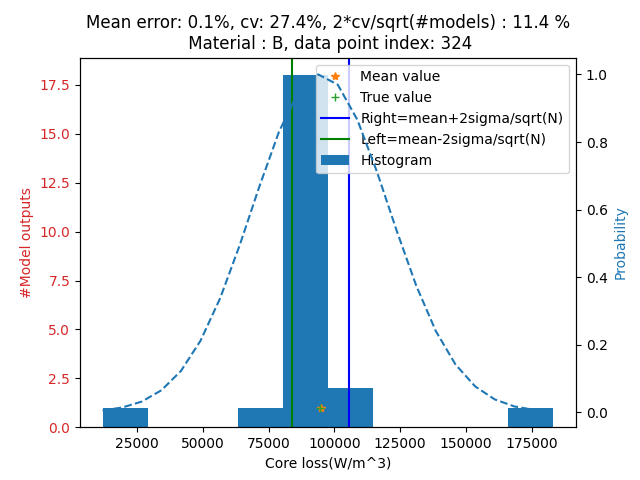 Mean error: 0.1%, cv: 27.4%, 2*cv/sqrt(#models) : 11.4 %
Material : B, data point index: 324
Mean value
True value
Right=mean+2sigma/sqrt(N)
Left=mean-2sigma/sqrt(N)
Histogram
#Model outputs
17.5
15.0
12.5
10.0
7.5
5.0
2.5
0.0
1.0
0.8
0.6
0.4
0.2
0.0
Probability
25000 50000 75000 100000 125000 150000 175000
Core loss(W/m^3)